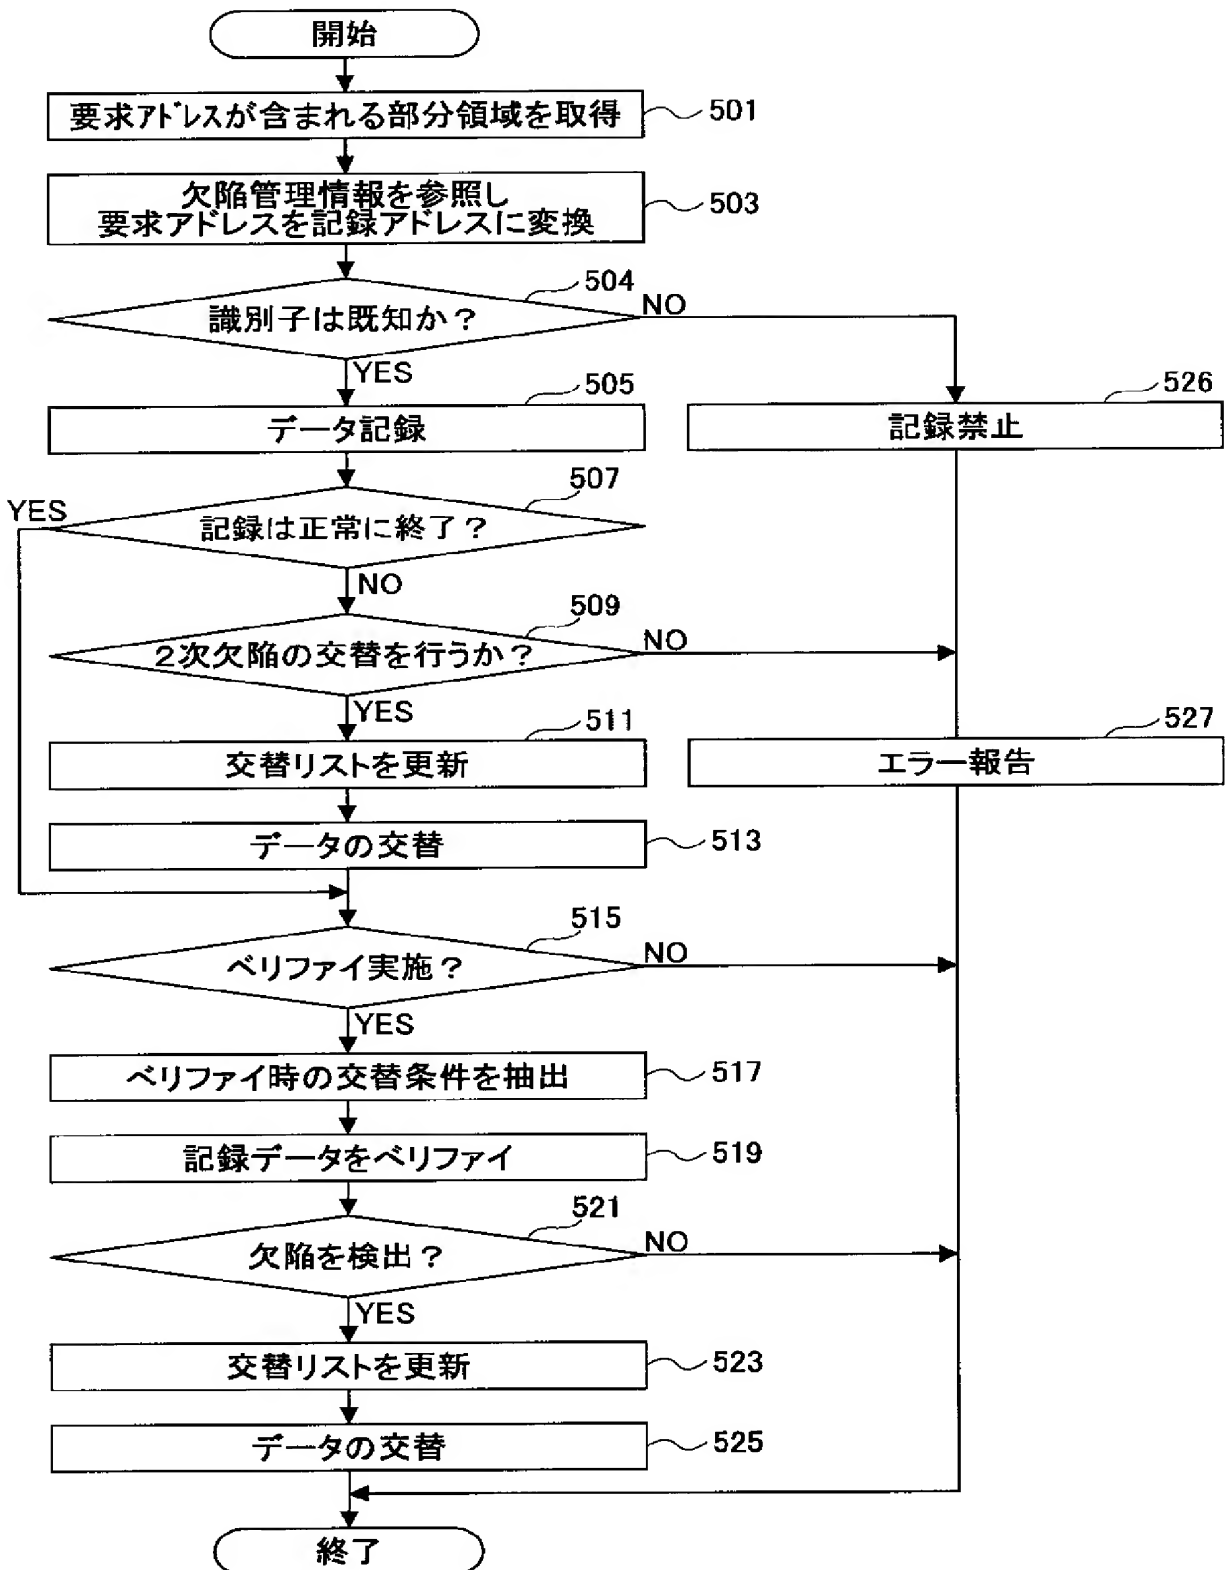 開始
要求アドレスが含まれる部分領域を取得
501
欠陥管理情報を参照し
要求アドレスを記録アドレスに変換
503
504
識別子は既知か？
NO
YES
505
データ記録
526
記録禁止
507
YES
記録は正常に終了？
NO
509
2次欠陥の交替を行うか？
NO
YES
511
交替リストを更新
527
エラー報告
データの交替
513
515
ベリファイ実施？
NO
YES
ベリファイ時の交替条件を抽出
517
記録データをベリファイ
519
521
欠陥を検出？
NO
YES
交替リストを更新
523
データの交替
525
終了